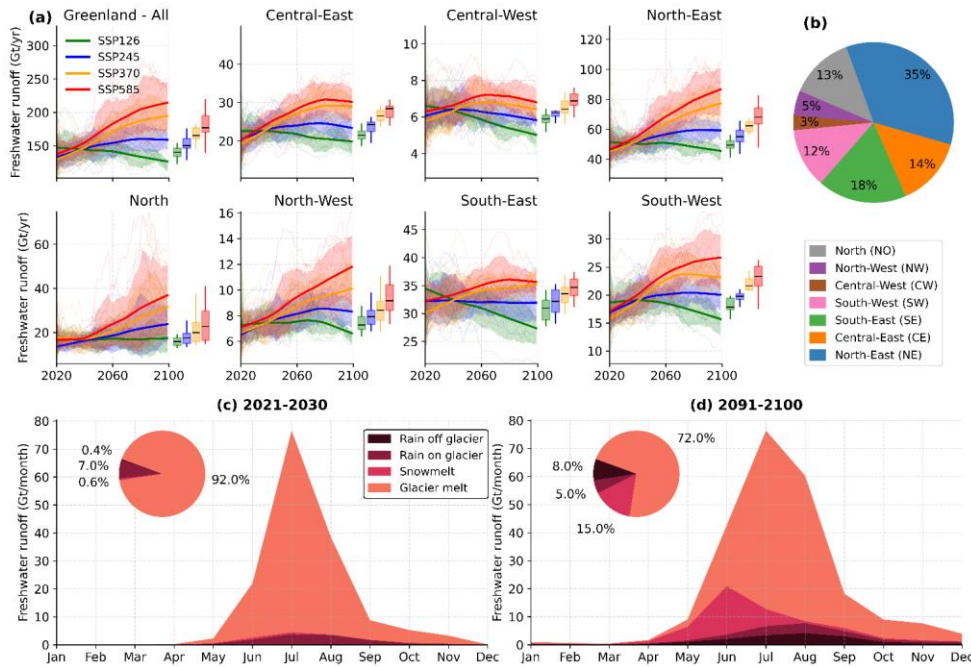 (a)
Greenland - All
Central-East
Central-West
North-East
(b)
Freshwater runoff (Gt/yr)
300
250
200
150
SSP126
SSP245
SSP370
SSP585
40
30
20
10
8
6
4
120
100
80
60
40
35%
14%
18%
12%
3%
5%
13%
North
North-West
South-East
South-West
Freshwater runoff (Gt/yr)
80
60
40
20
2020
2060
2100
16
14
12
10
8
6
2020
2060
2100
45
40
35
30
25
2020
2060
2100
30
25
20
15
10
2020
2060
2100
North (NO)
North-West (NW)
Central-West (CW)
South-West (SW)
South-East (SE)
Central-East (CE)
North-East (NE)
(c) 2021-2030
Freshwater runoff (Gt/month)
80
70
60
50
40
30
20
10
0
0.4%
7.0%
0.6%
92.0%
Rain off glacier
Rain on glacier
Snowmelt
Glacier melt
Jan Feb Mar Apr May Jun Jul Aug Sep Oct Nov Dec
(d) 2091-2100
Freshwater runoff (Gt/month)
80
70
60
50
40
30
20
10
0
72.0%
8.0%
5.0%
15.0%
Jan Feb Mar Apr May Jun Jul Aug Sep Oct Nov Dec